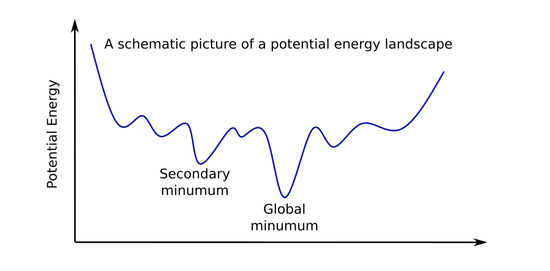 A schematic picture of a potential energy landscape
Potential Energy
Secondary
minumum
Global
minumum